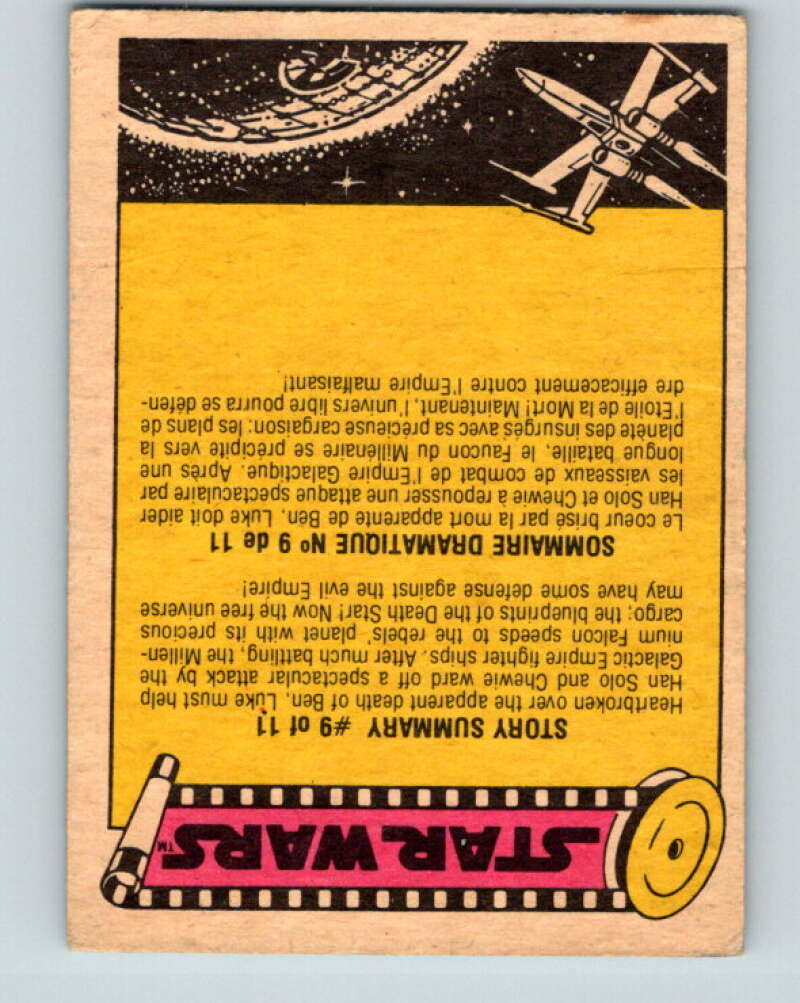 STAR WARS™
STORY SUMMARY #9 of 11
Heartbroken over the apparent death of Ben, Luke must help
Han Solo and Chewie ward off a spectacular attack by the
Galactic Empire fighter ships. After much battling, the Millen-
nium Falcon speeds to the rebels' planet with its precious
cargo: the blueprints of the Death Star! Now the free universe
may have some defense against the evil Empire!
SOMMAIRE DRAMATIQUE Nº 9 de 11
Le coeur brisé par la mort apparente de Ben, Luke doit aider
Han Solo et Chewie à repousser une attaque spectaculaire par
les vaisseaux de combat de l'Empire Galactique. Après une
longue bataille, le Faucon du Millénaire se précipite vers la
planète des insurgés avec sa précieuse cargaison: les plans de
l'Etoile de la Mort! Maintenant, l'univers libre pourra se défen-
dre efficacement contre l'Empire malfaisant!